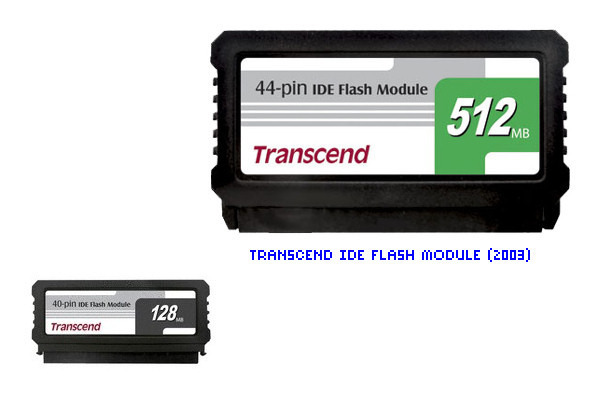 44-pin IDE Flash Module
512MB
Transcend
TRANSCEND IDE FLASH MODULE (2003)
40-pin IDE Flash Module
128MB
Transcend